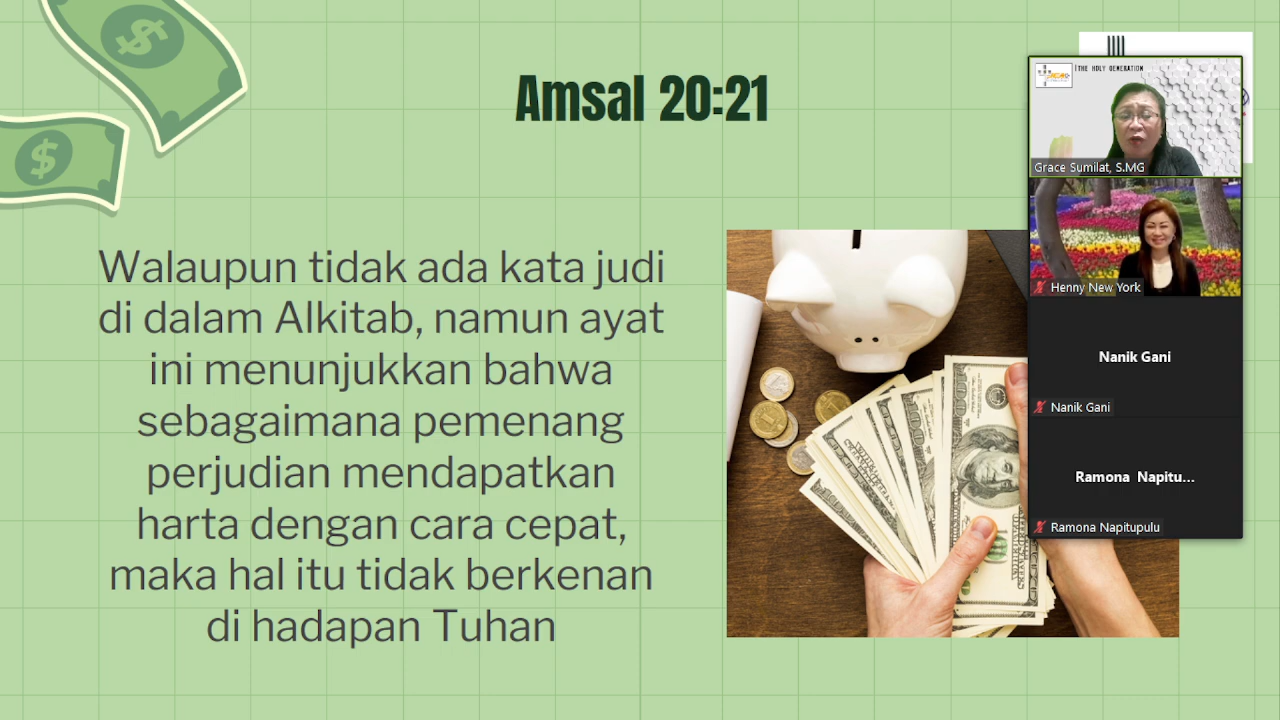 Amsal 20:21
Walaupun tidak ada kata judi
di dalam Alkitab, namun ayat
ini menunjukkan bahwa
sebagaimana pemenang
perjudian mendapatkan
harta dengan cara cepat,
maka hal itu tidak berkenan
di hadapan Tuhan
THE HOLY GENERATION
Grace Sumilat, S.MG
Henny New York
Nanik Gani
Nanik Gani
Ramona Napitu...
Ramona Napitupulu